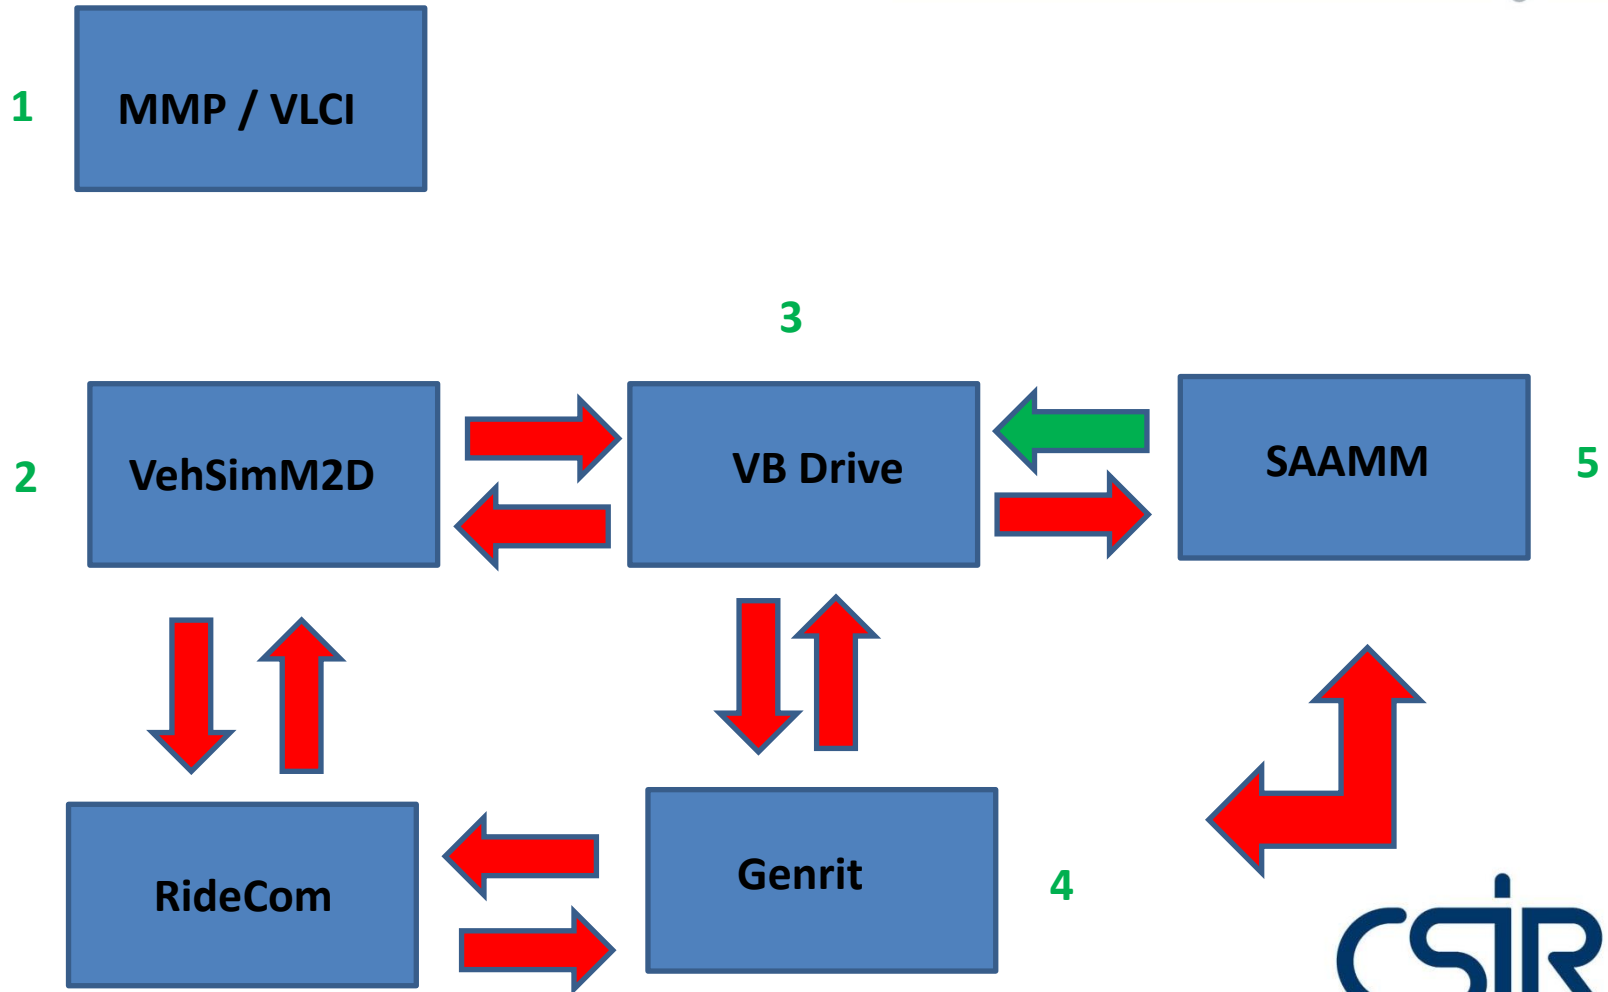 1
MMP / VLCI
3
2
VehSimM2D
VB Drive
SAAMM
5
RideCom
Genrit
4
CSIR